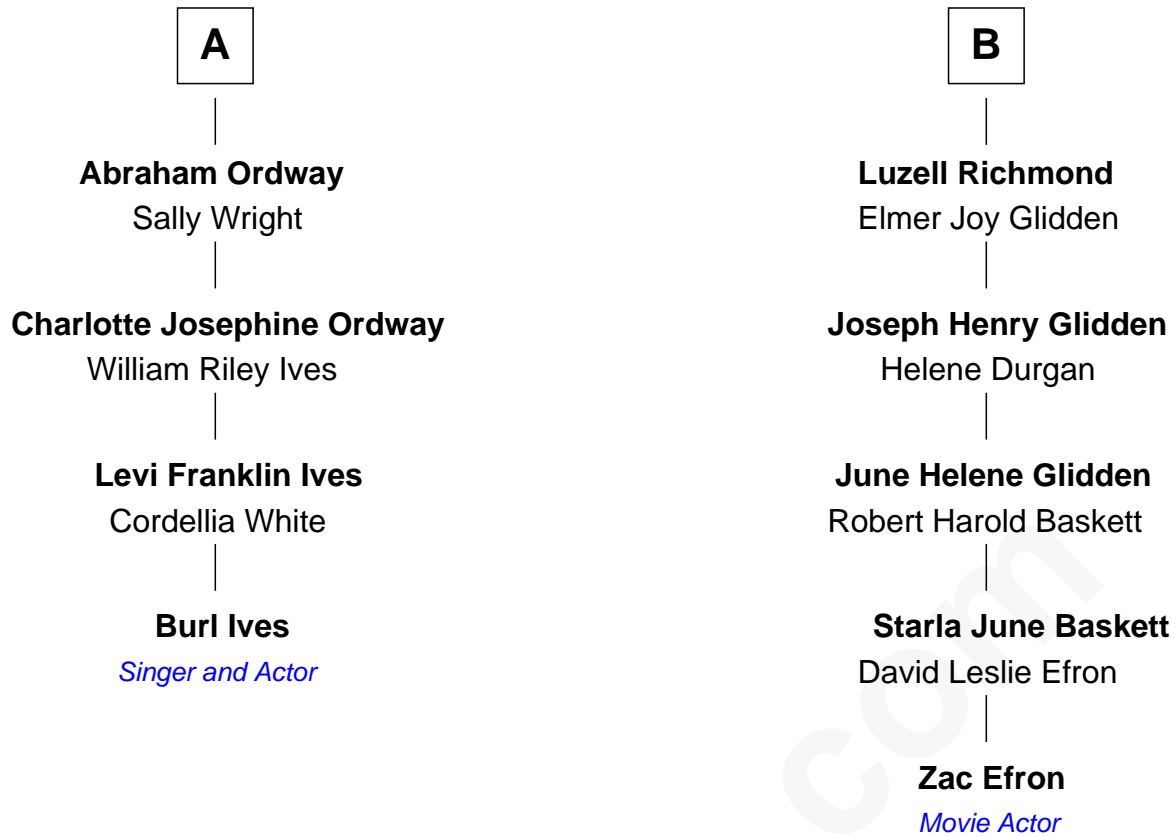 A
Abraham Ordway
Sally Wright
Charlotte Josephine Ordway
William Riley Ives
Levi Franklin Ives
Cordellia White
Burl Ives
Singer and Actor
B
Luzell Richmond
Elmer Joy Glidden
Joseph Henry Glidden
Helene Durgan
June Helene Glidden
Robert Harold Baskett
Starla June Baskett
David Leslie Efron
Zac Efron
Movie Actor
com